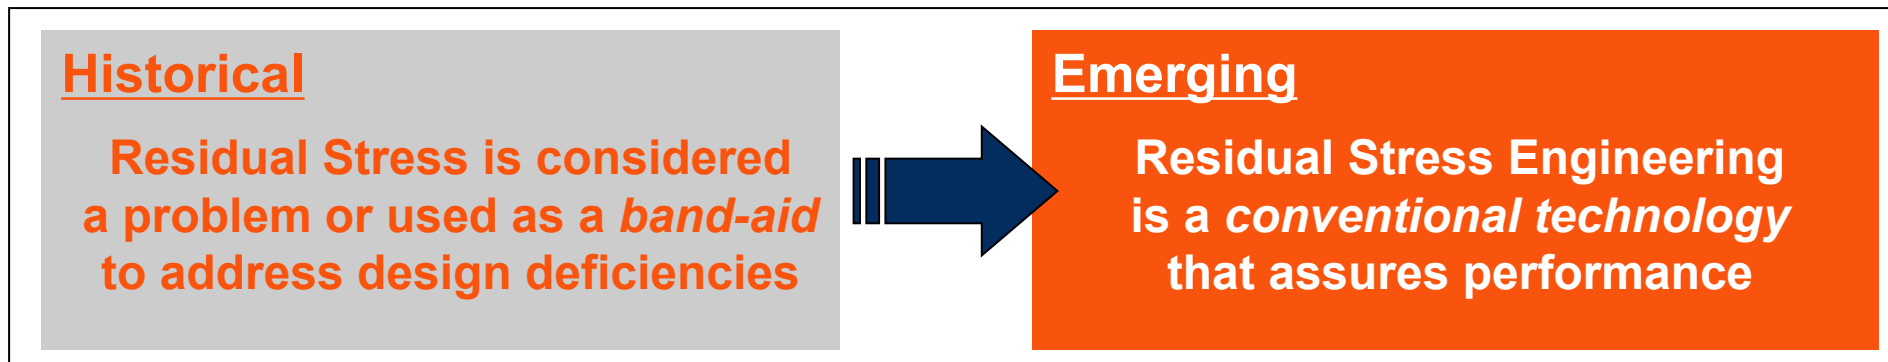 Historical
Residual Stress is considered
a problem or used as a band-aid
to address design deficiencies
Emerging
Residual Stress Engineering
is a conventional technology
that assures performance